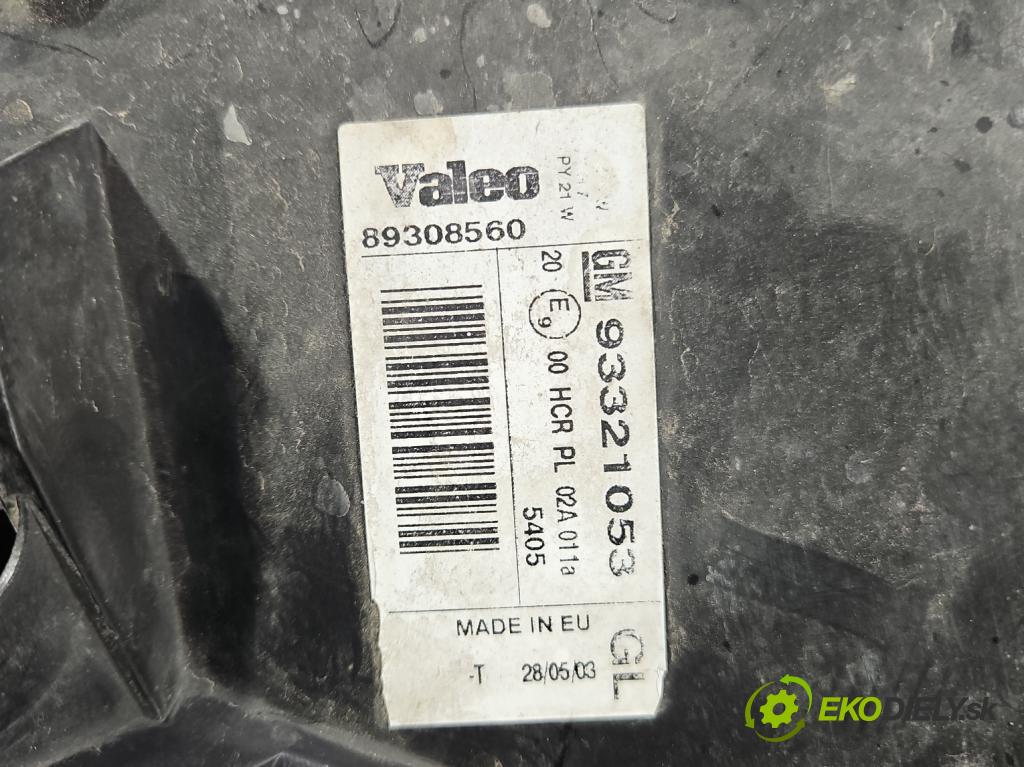 Valeo
89308560
PY 21 W
GM 93321053 GL
20 E9 00 HCR PL 02A 011a
5405
MADE IN EU
-T 28/05/03
EKODIELY.sk